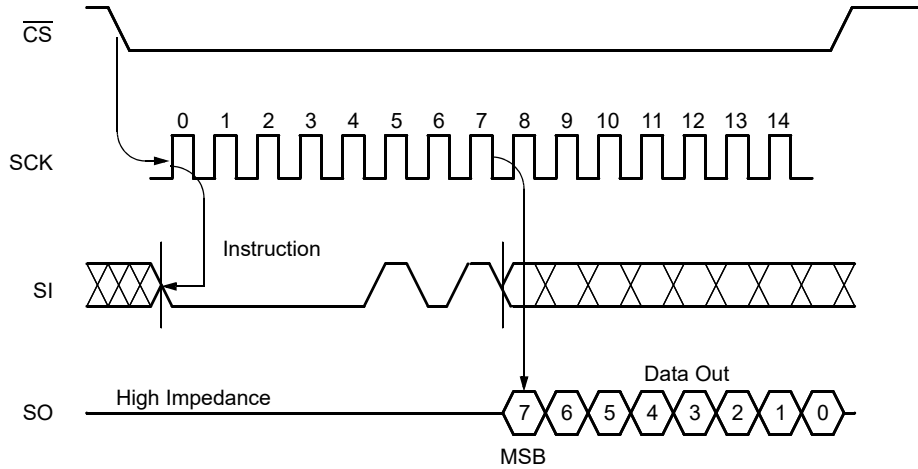 CS
0 1 2 3 4 5 6 7 8 9 10 11 12 13 14
SCK
Instruction
SI
Data Out
High Impedance
SO
7 6 5 4 3 2 1 0
MSB